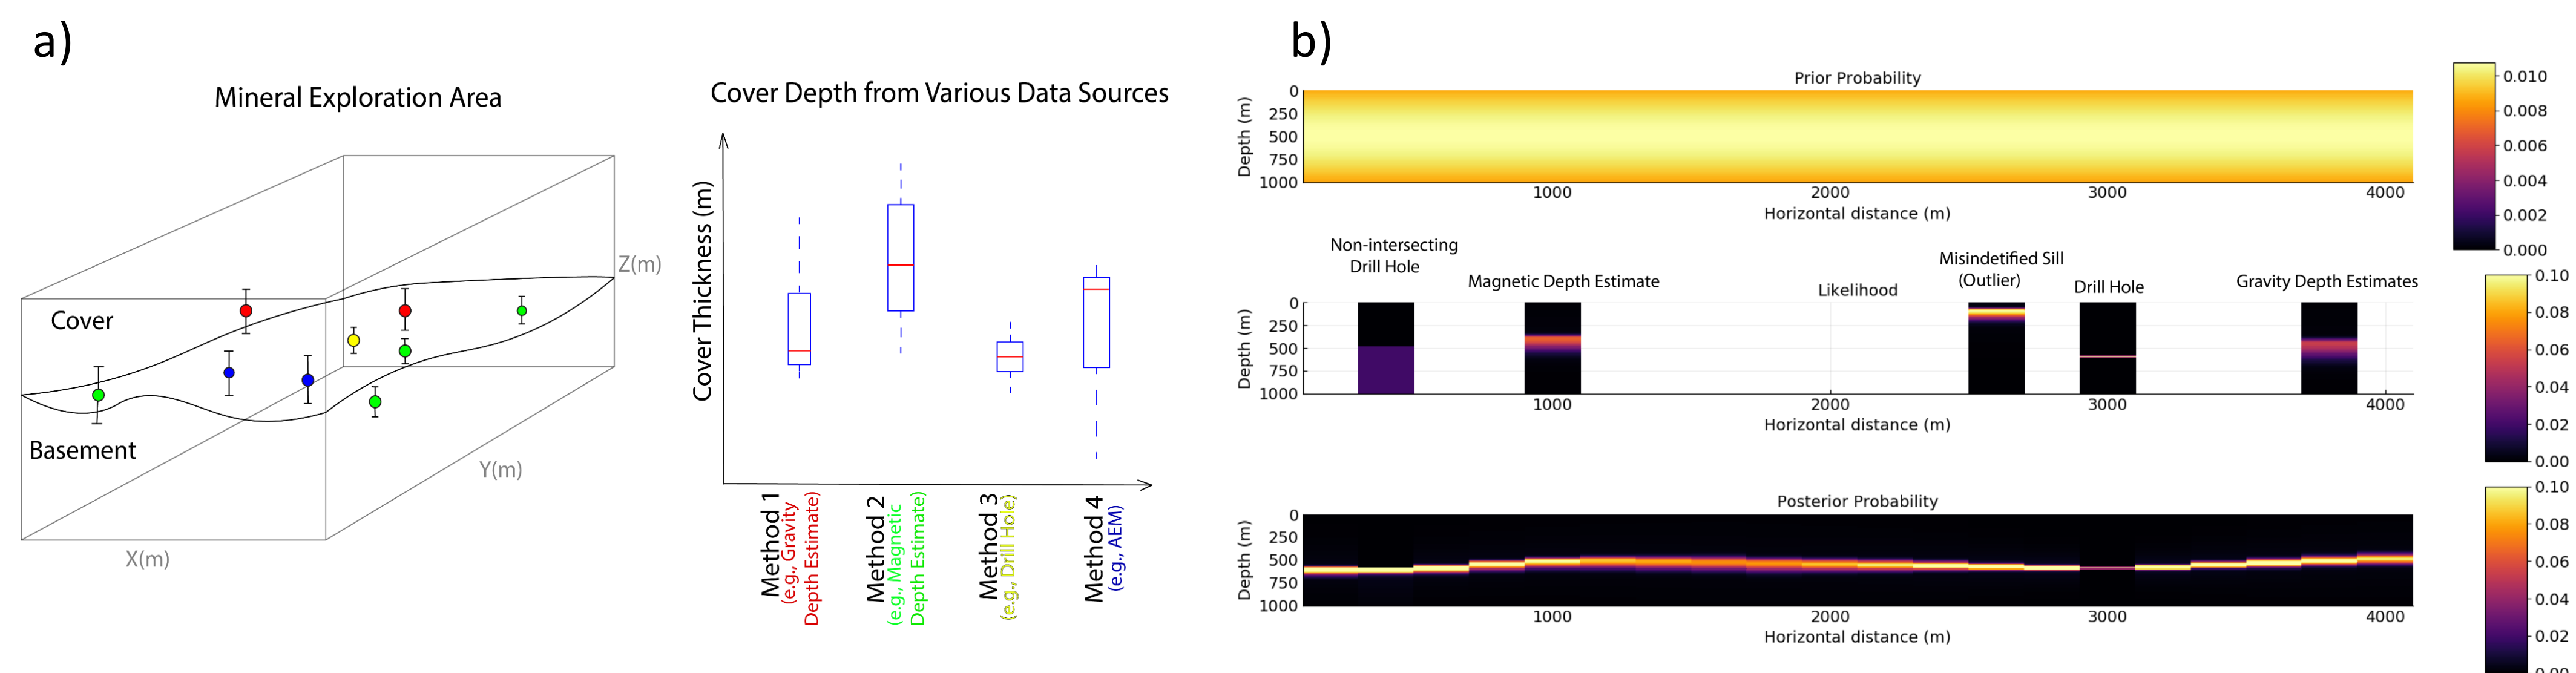 a)
Mineral Exploration Area
Cover
Basement
X(m)
Y(m)
Z(m)
Cover Depth from Various Data Sources
Cover Thickness (m)
Method 1
(e.g., Gravity
Depth Estimate)
Method 2
(e.g., Magnetic
Depth Estimate)
Method 3
(e.g., Drill Hole)
Method 4
(e.g., AEM)
b)
Prior Probability
Depth (m)
0
250
500
750
1000
1000 2000 3000 4000
Horizontal distance (m)
0.010
0.008
0.006
0.004
0.002
0.000
Non-intersecting
Drill Hole
Magnetic Depth Estimate
Likelihood
Misindetified Sill
(Outlier)
Drill Hole
Gravity Depth Estimates
Depth (m)
0
250
500
750
1000
1000 2000 3000 4000
Horizontal distance (m)
0.10
0.08
0.06
0.04
0.02
0.00
Posterior Probability
Depth (m)
0
250
500
750
1000
1000 2000 3000 4000
Horizontal distance (m)
0.10
0.08
0.06
0.04
0.02